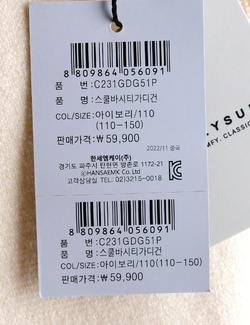 8 809864 056091
품 번:C231GDG51P
품 명:스쿨바시티가디건
COL/SIZE:아이보리/110
(110-150)
판매가격:₩59,900
2022/11 중국
한세엠케이(주)
경기도 파주시 탄현면 방촌로 1172-21
ⓒHANSAEMK Co. Ltd
고객상담실 TEL: 02)3215-0018
8 809864 056091
품 번:C231GDG51P
품 명:스쿨바시티가디건
COL/SIZE:아이보리/110(110-150)
판매가격:₩59,900